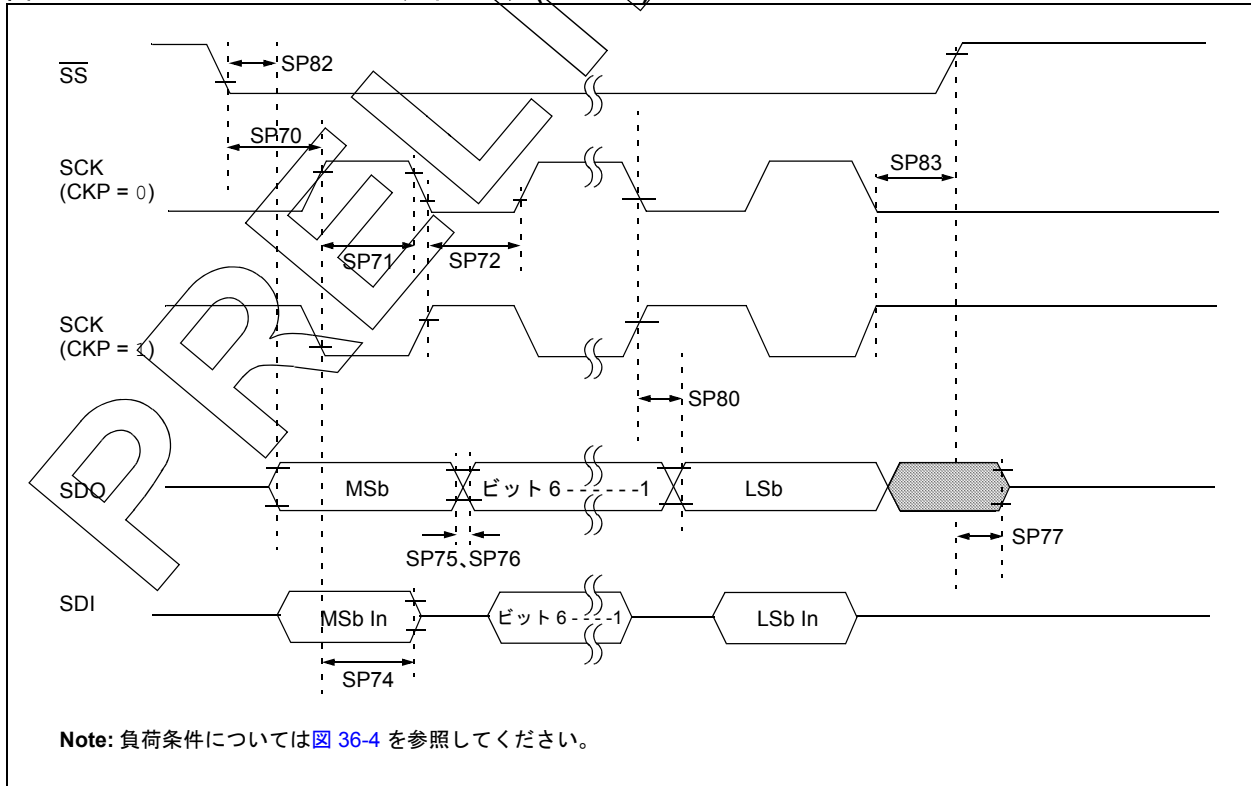 SS
SP82
SP70
SCK
(CKP = 0)
SP83
SP71
SP72
SCK
(CKP = 1)
SP80
SDO
MSb
ビット 6 - - - - - -1
LSb
SP77
SP75、SP76
SDI
MSb In
ビット 6 - - - -1
LSb In
SP74
Note: 負荷条件については図 36-4 を参照してください。